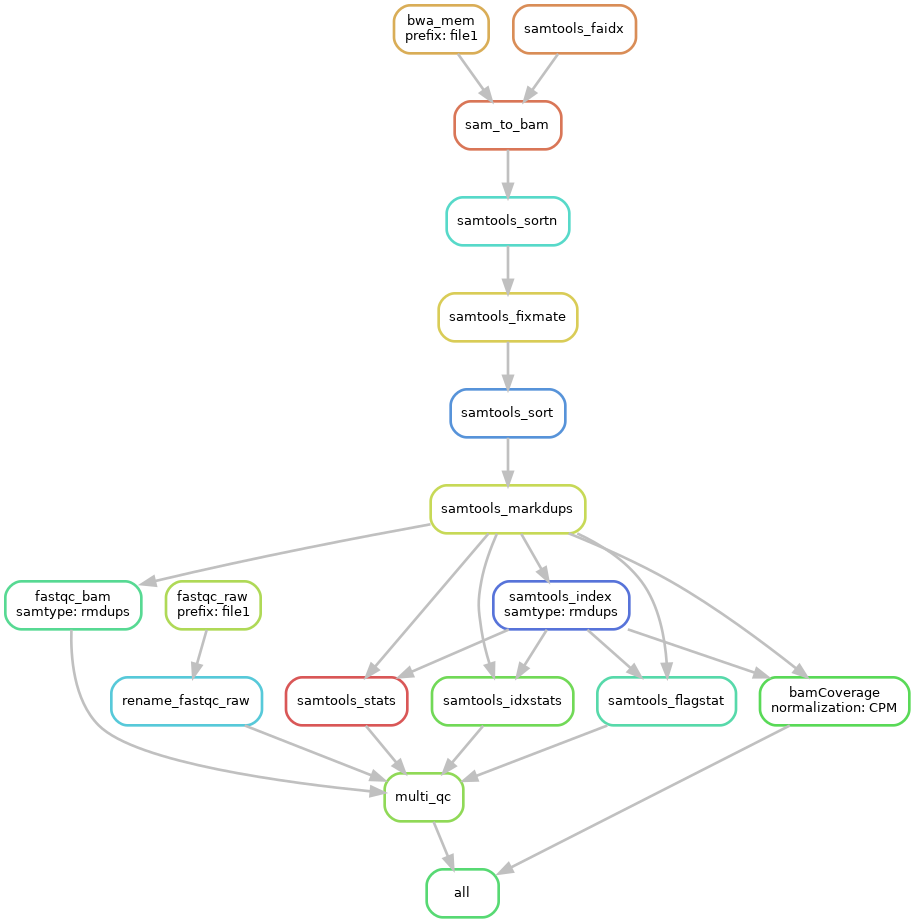 bwa_mem
prefix: file1
samtools_faidx
sam_to_bam
samtools_sortn
samtools_fixmate
samtools_sort
samtools_markdups
fastqc_bam
samtype: rmdups
fastqc_raw
prefix: file1
samtools_index
samtype: rmdups
rename_fastqc_raw
samtools_stats
samtools_idxstats
samtools_flagstat
bamCoverage
normalization: CPM
multi_qc
all